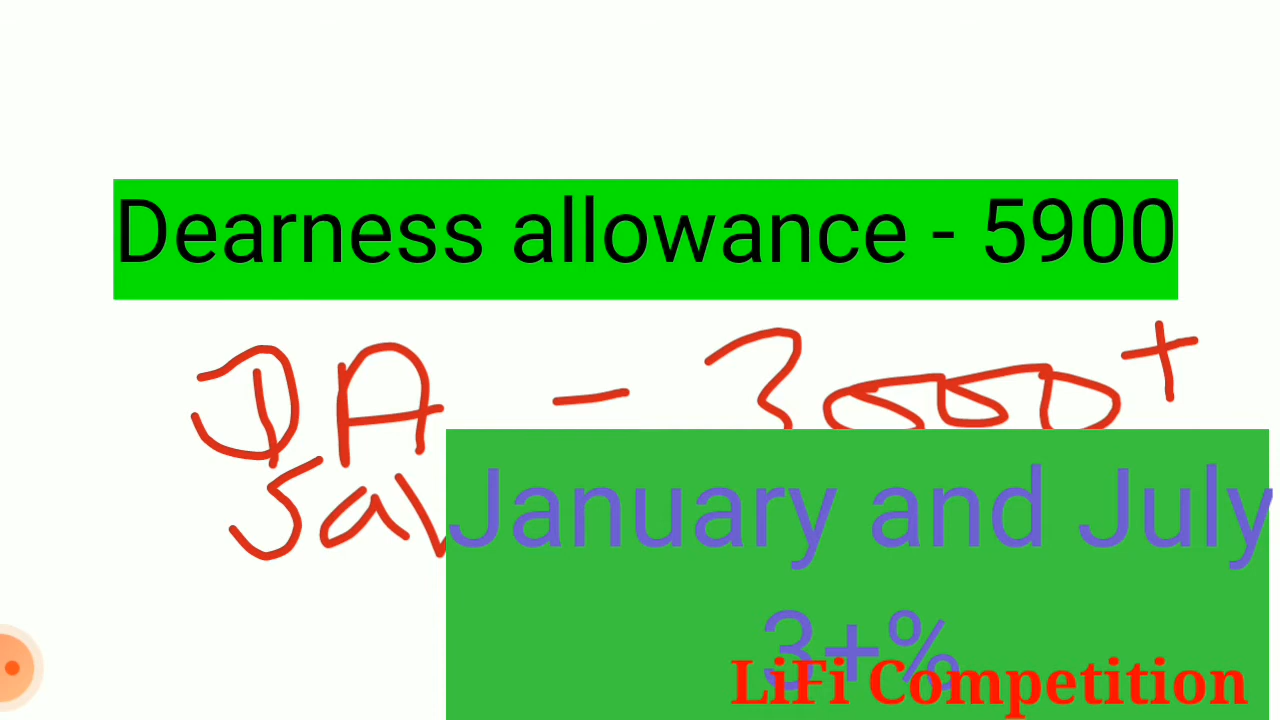 Dearness allowance - 5900
DA - 3000+
January and July
3+%
LiFi Competition